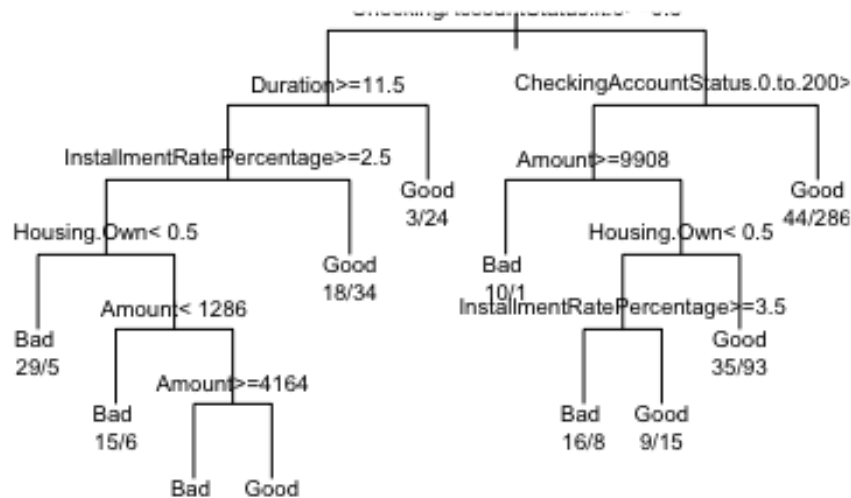 Duration>=11.5
CheckingAccountStatus.0.to.200>
InstallmentRatePercentage>=2.5
Amount>=9908
Good
3/24
Good
44/286
Housing.Own< 0.5
Housing.Own< 0.5
Good
18/34
Bad
10/1
Amount< 1286
InstallmentRatePercentage>=3.5
Bad
29/5
Good
35/93
Amount>=4164
Bad
15/6
Bad
16/8
Good
9/15
Bad
Good